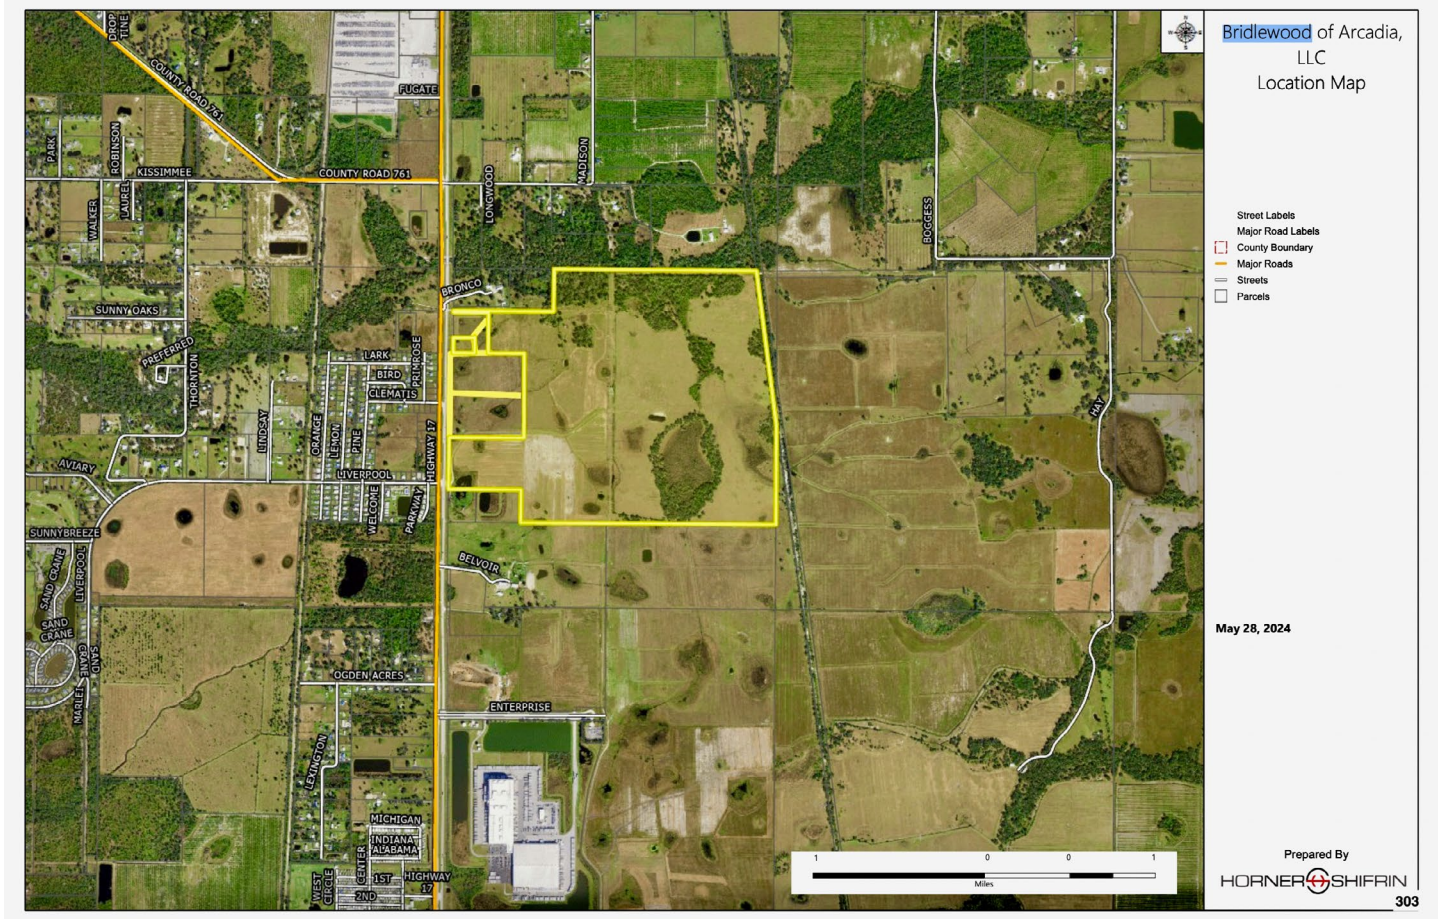 Bridlewood of Arcadia,
LLC
Location Map
Street Labels
Major Road Labels
County Boundary
Major Roads
Streets
Parcels
May 28, 2024
Prepared By
HORNER SHIFRIN
303
N
W
E
S
DROP
TINE
COUNTY ROAD 761
FUGATE
PARK
ROBINSON
KISSIMMEE
COUNTY ROAD 761
LONGWOOD
MADISON
WALKER
LAUREL
BOGGESS
BRONCO
SUNNY OAKS
PREFERRED
THORNTON
LARK
PRIMROSE
BIRD
CLEMATIS
LINDSAY
ORANGE
LEMON
PINE
HIGHWAY 17
HAY
AVIARY
LIVERPOOL
WELCOME
PARKWAY
SUNNYBREEZE
SAND CRANE
LIVERPOOL
BELVOIR
SAND
CRANE
SAND
CRANE
MARLEI
OGDEN ACRES
ENTERPRISE
LEXINGTON
MICHIGAN
INDIANA
ALABAMA
CENTER
WEST
CIRCLE
1ST
2ND
HIGHWAY
17
1 0 0 1
Miles